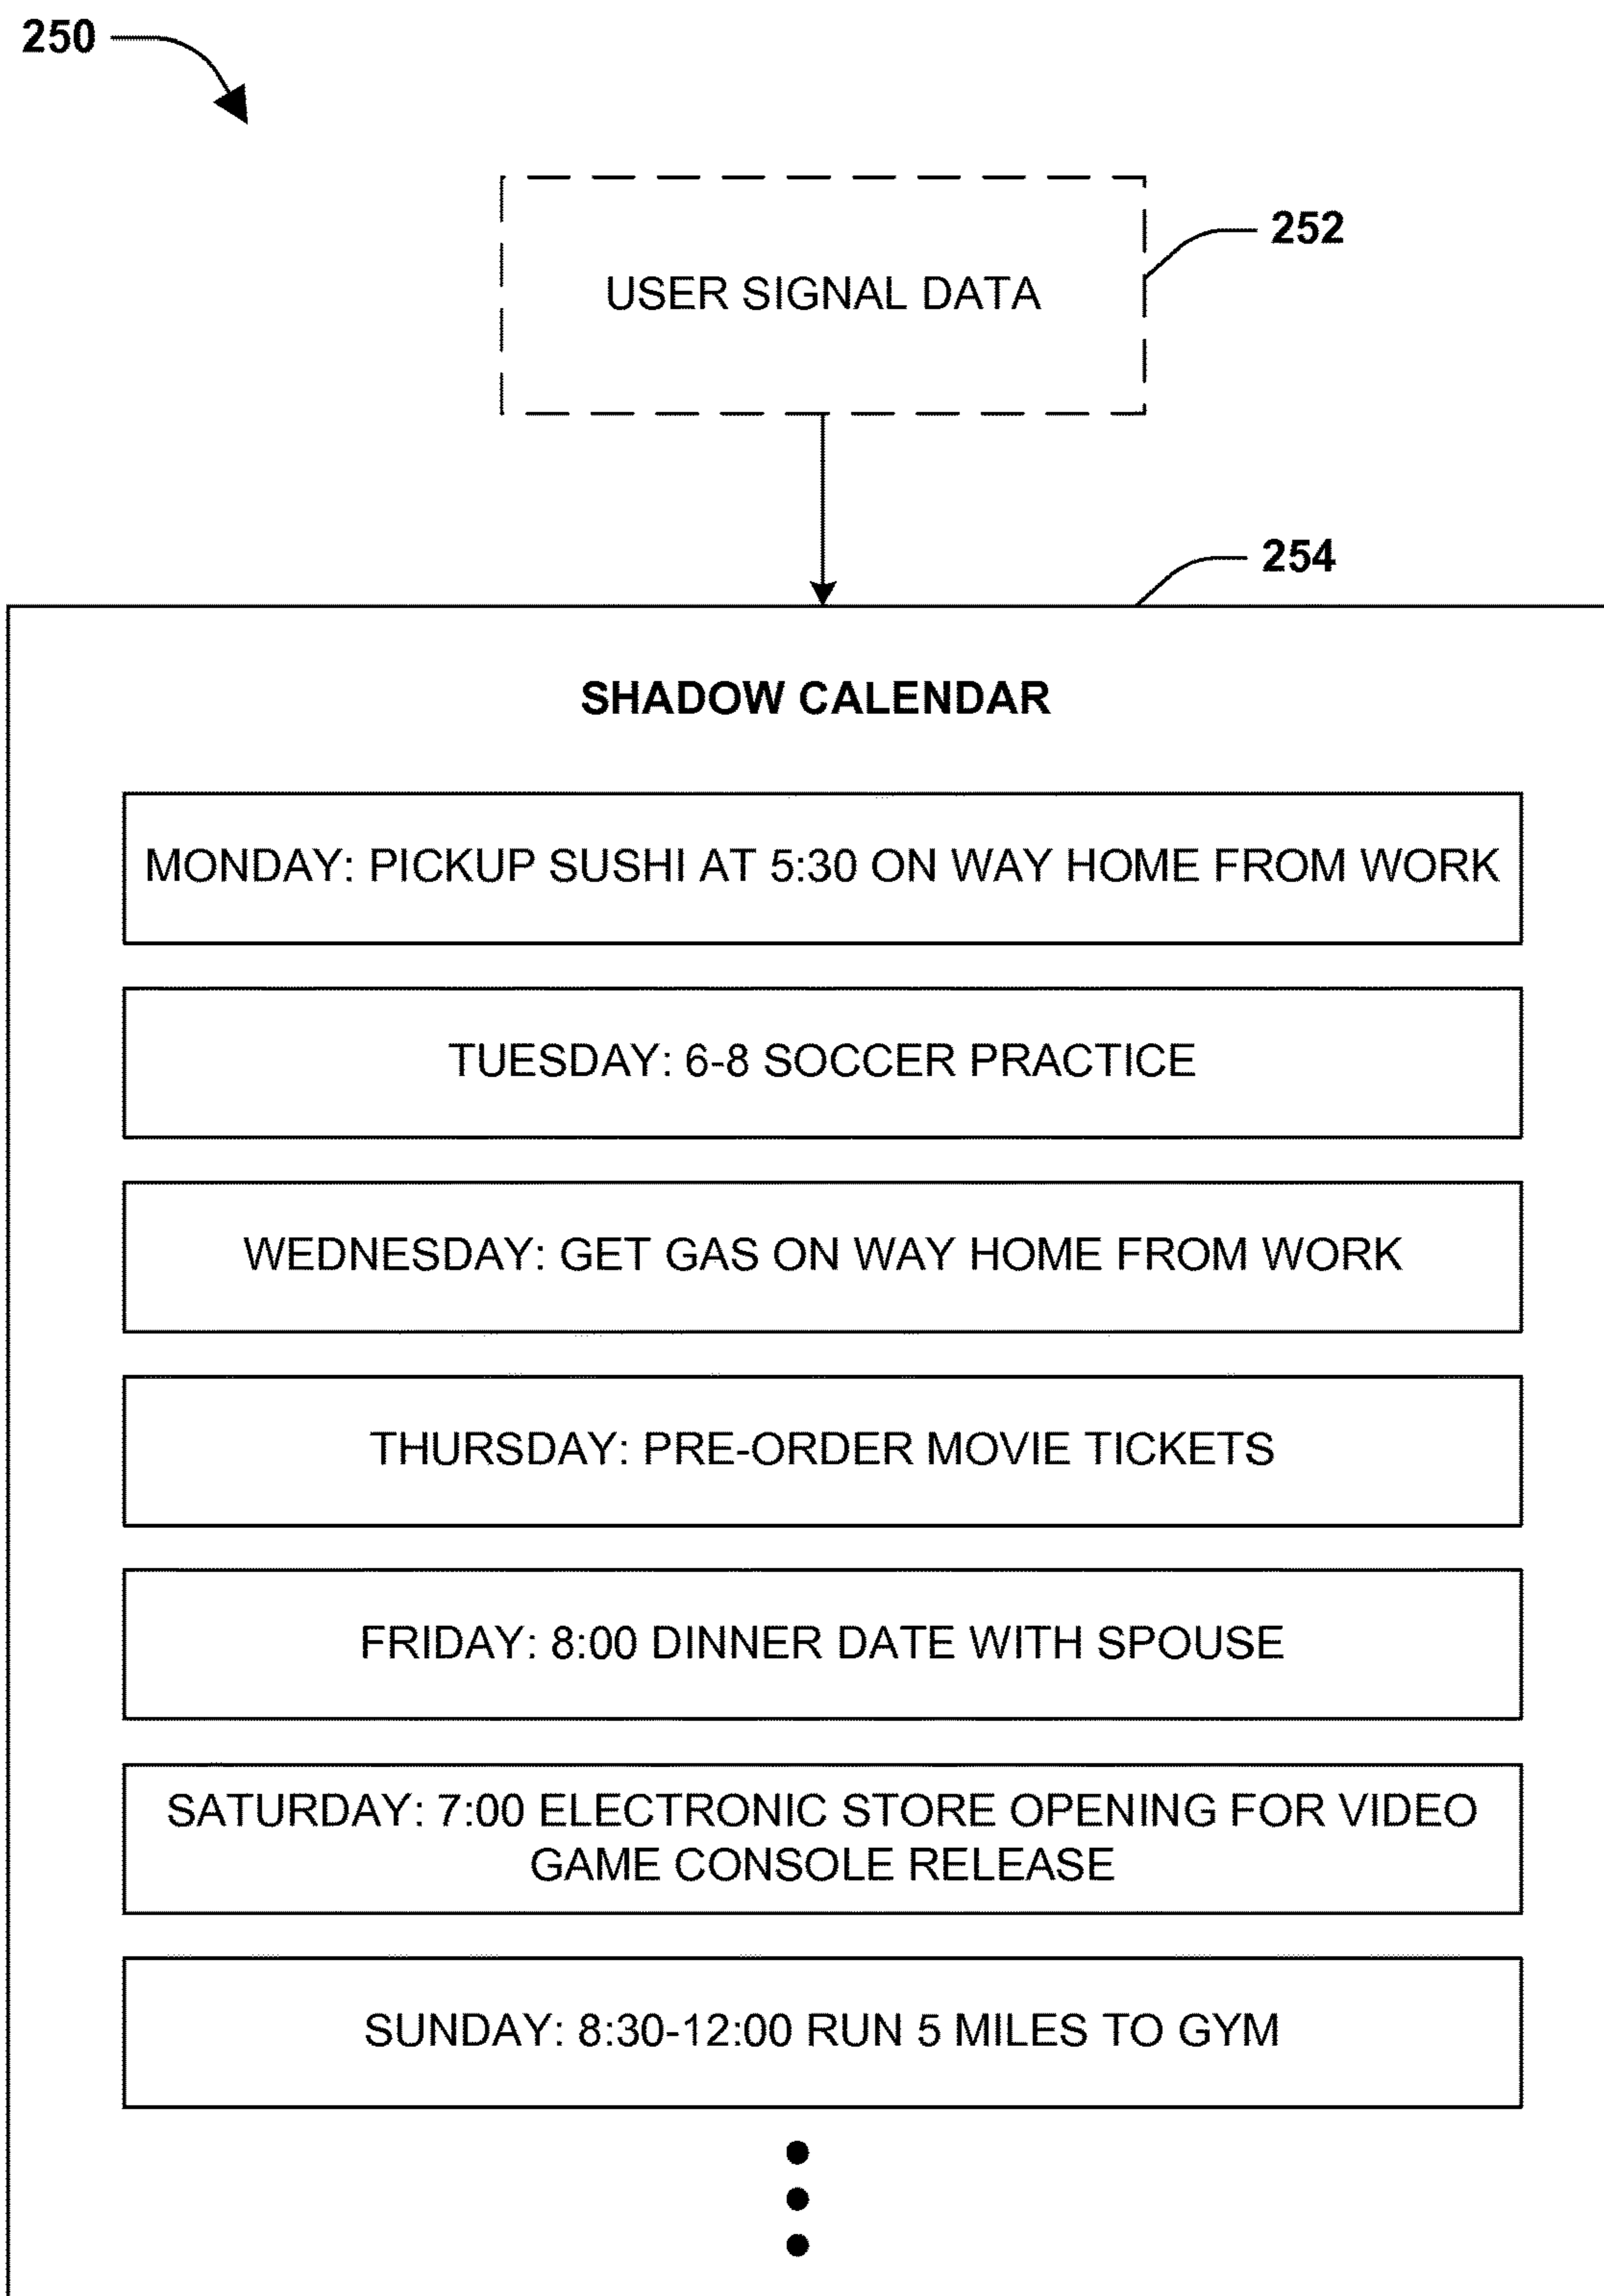 250
252
USER SIGNAL DATA
254
SHADOW CALENDAR
MONDAY: PICKUP SUSHI AT 5:30 ON WAY HOME FROM WORK
TUESDAY: 6-8 SOCCER PRACTICE
WEDNESDAY: GET GAS ON WAY HOME FROM WORK
THURSDAY: PRE-ORDER MOVIE TICKETS
FRIDAY: 8:00 DINNER DATE WITH SPOUSE
SATURDAY: 7:00 ELECTRONIC STORE OPENING FOR VIDEO
GAME CONSOLE RELEASE
SUNDAY: 8:30-12:00 RUN 5 MILES TO GYM